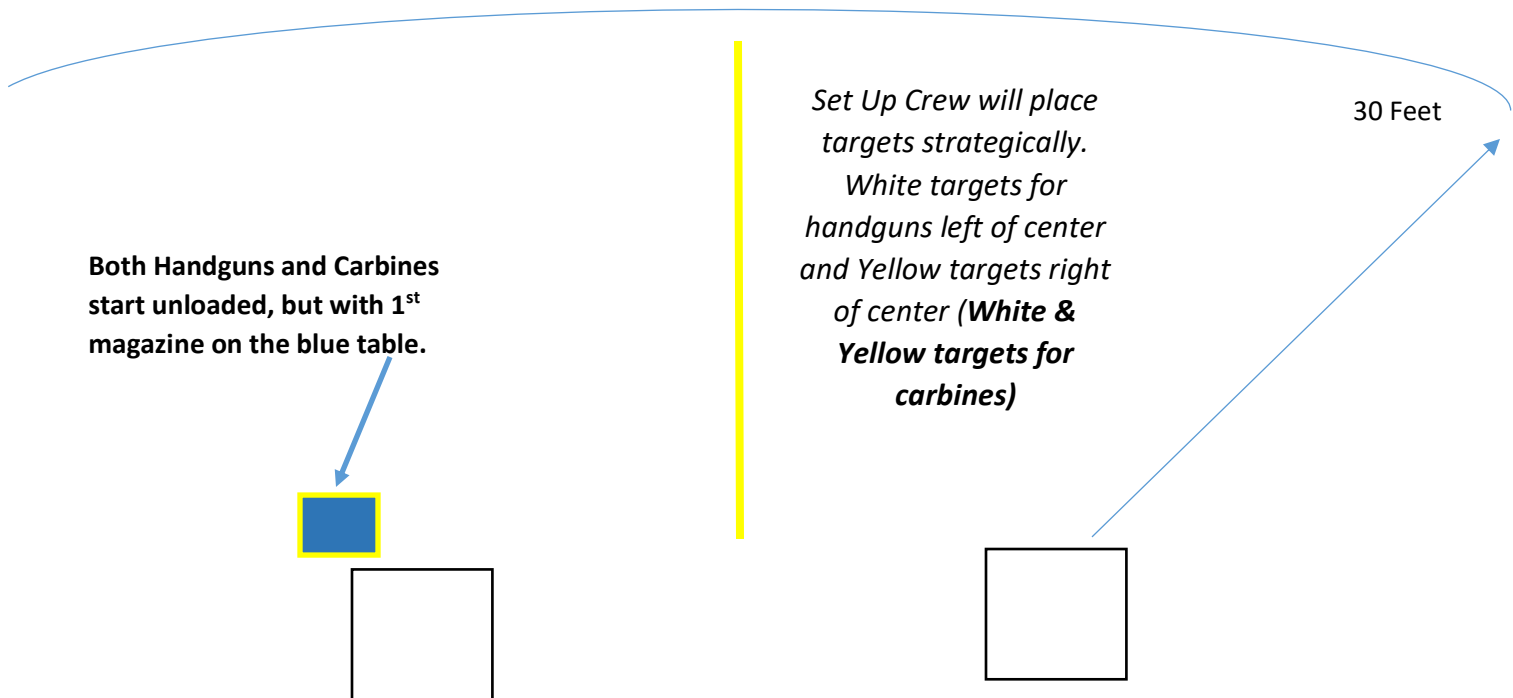 Set Up Crew will place
targets strategically.
White targets for
handguns left of center
and Yellow targets right
of center (White &
Yellow targets for
carbines)
30 Feet
Both Handguns and Carbines
start unloaded, but with 1st
magazine on the blue table.